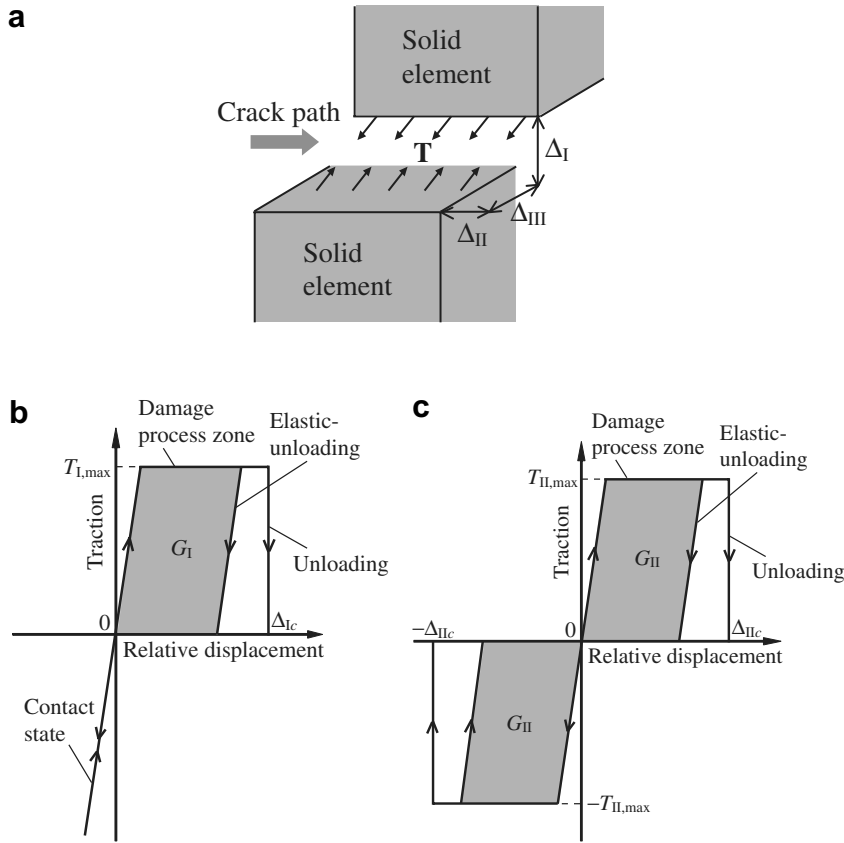 a
Solid
element
Crack path
T
Δ_I
Δ_III
Δ_II
Solid
element
b
Damage
process zone
Elastic-
unloading
T_I,max
Traction
G_I
Unloading
0
Δ_Ic
Relative displacement
Contact
state
c
Damage
process zone
Elastic-
unloading
T_II,max
Traction
G_II
Unloading
−Δ_IIc
0
Δ_IIc
Relative displacement
G_II
−T_II,max